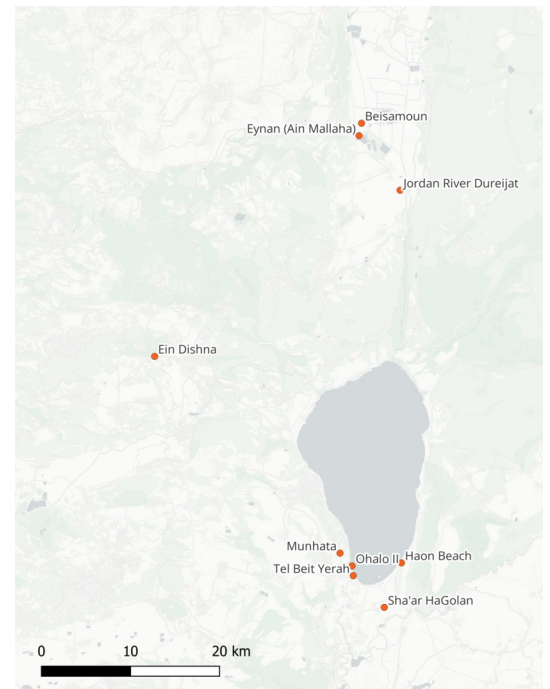 Beisamoun
Eynan (Ain Mallaha)
Jordan River Dureijat
Ein Dishna
Munhata
Ohalo II
Haon Beach
Tel Beit Yerah
Sha'ar HaGolan
0 10 20 km